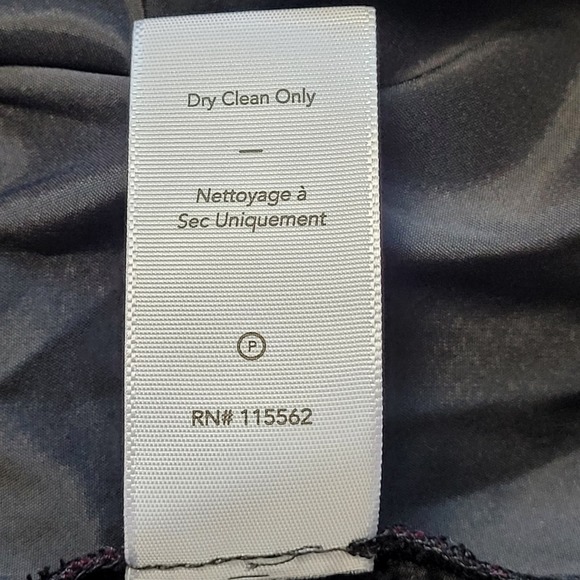 Dry Clean Only
—
Nettoyage à
Sec Uniquement
P
RN# 115562